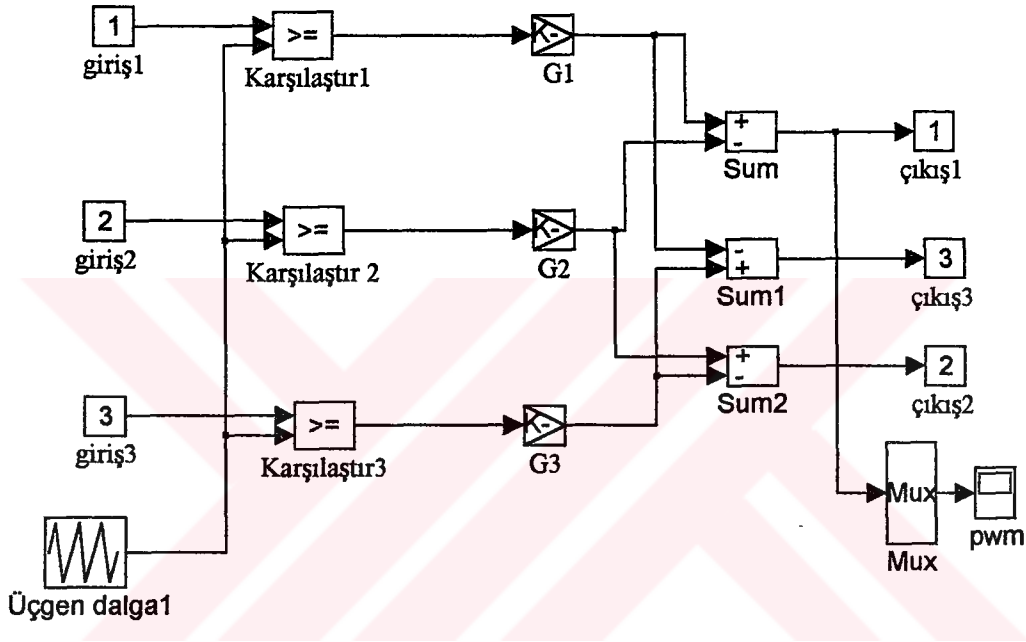 1
giriş1
>=
Karşılaştır1
K-
G1
+
-
Sum
1
çıkış1
2
giriş2
>=
Karşılaştır 2
K-
G2
-
+
Sum1
3
çıkış3
+
-
Sum2
2
çıkış2
3
giriş3
>=
Karşılaştır3
K-
G3
Mux
Mux
pwm
Üçgen dalga1